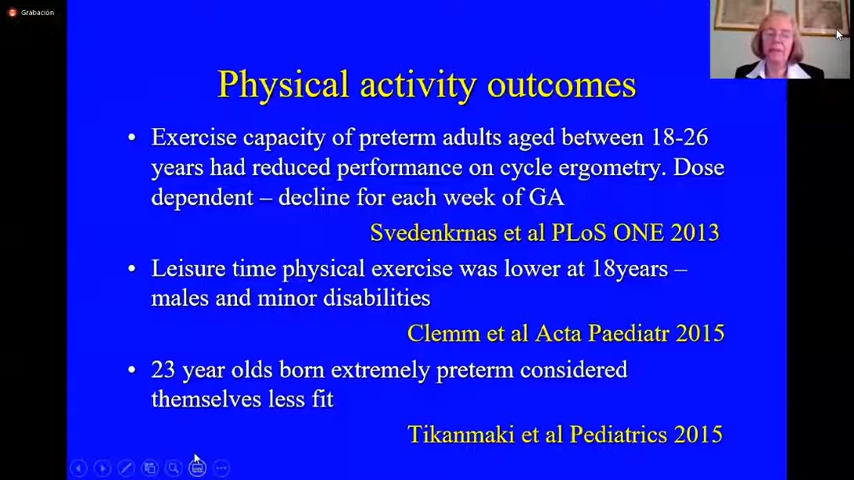 Grabación
Physical activity outcomes
• Exercise capacity of preterm adults aged between 18-26
years had reduced performance on cycle ergometry. Dose
dependent – decline for each week of GA
Svedenkrnas et al PLoS ONE 2013
• Leisure time physical exercise was lower at 18years –
males and minor disabilities
Clemm et al Acta Paediatr 2015
• 23 year olds born extremely preterm considered
themselves less fit
Tikanmaki et al Pediatrics 2015